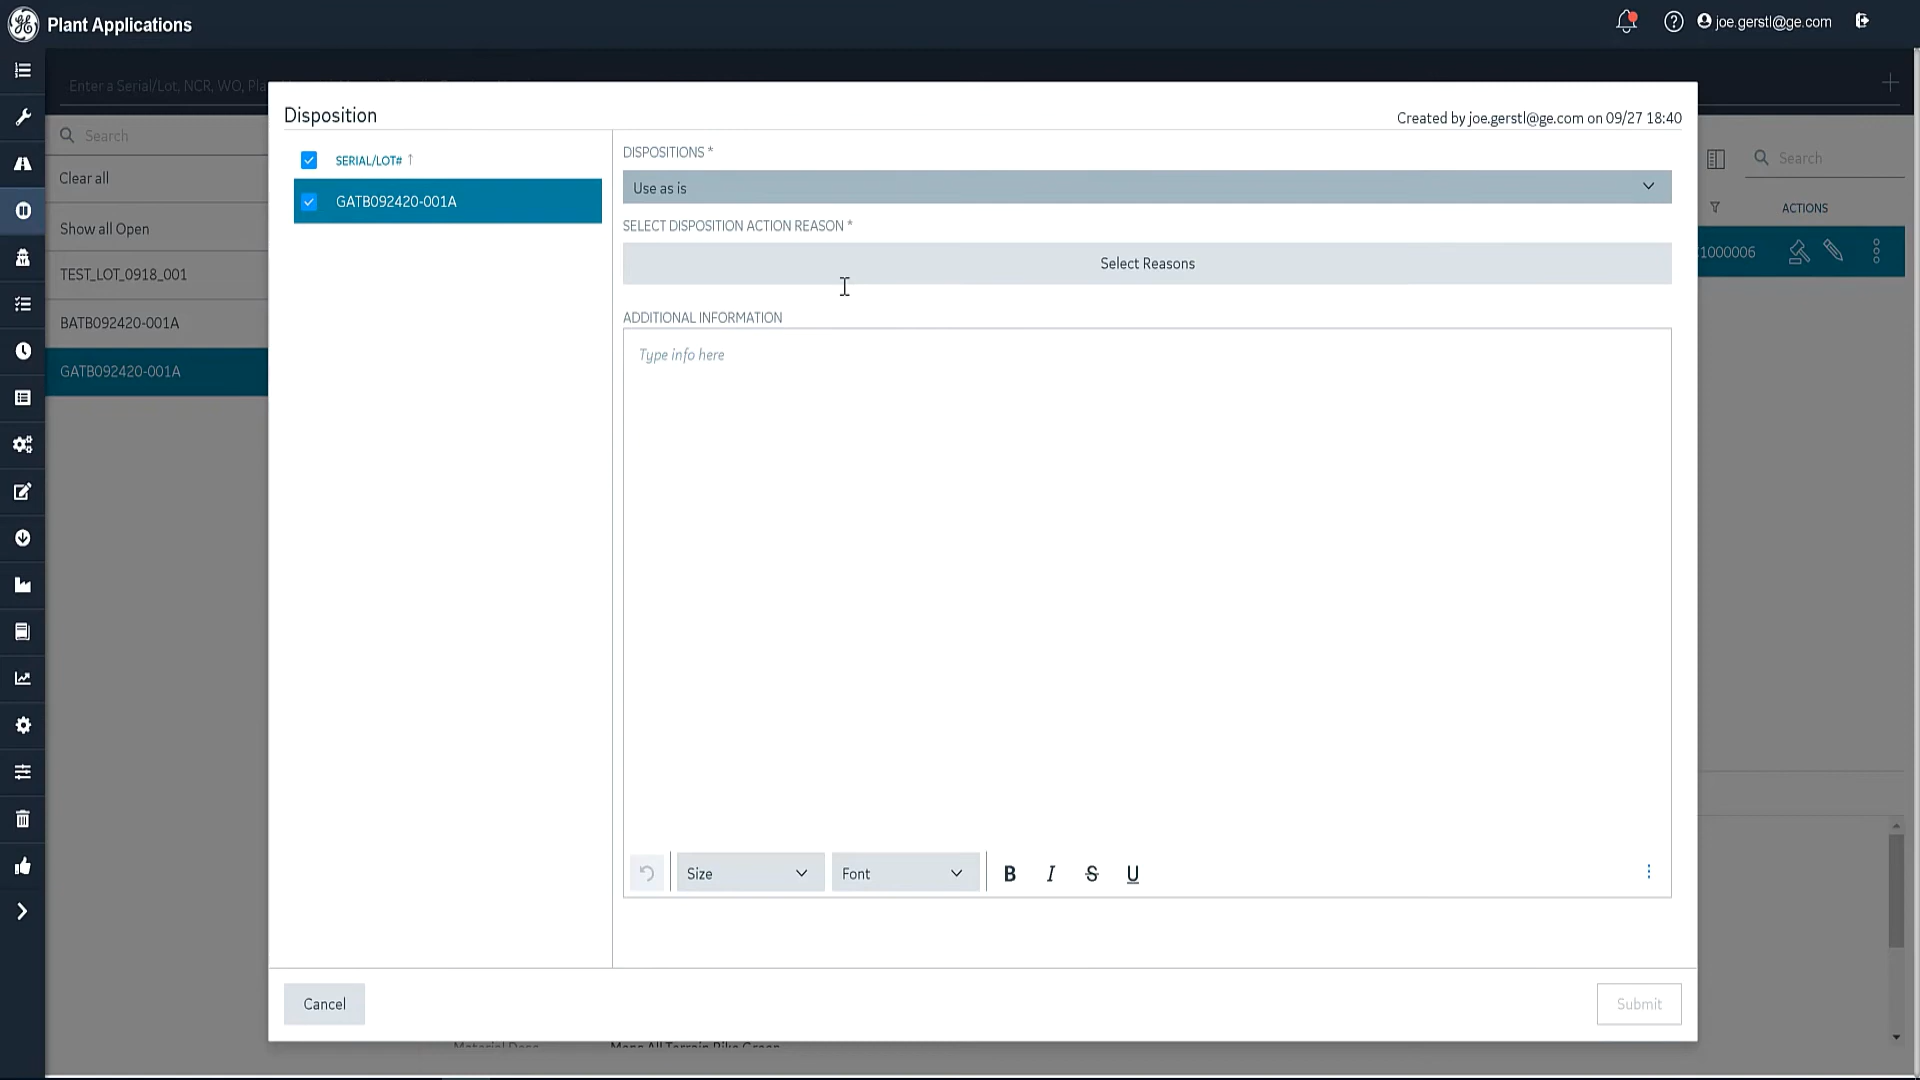 Plant Applications
joe.gerstl@ge.com
Enter a Serial/Lot, NCR, WO, Pla
Search
Clear all
Show all Open
TEST_LOT_0918_001
BATB092420-001A
GATB092420-001A
Disposition
Created by joe.gerstl@ge.com on 09/27 18:40
SERIAL/LOT# ↑
GATB092420-001A
DISPOSITIONS *
Use as is
SELECT DISPOSITION ACTION REASON *
Select Reasons
ADDITIONAL INFORMATION
Type info here
Size
Font
B I S U
Cancel
Submit
Search
ACTIONS
1000006
Mens All Terrain Bike Green